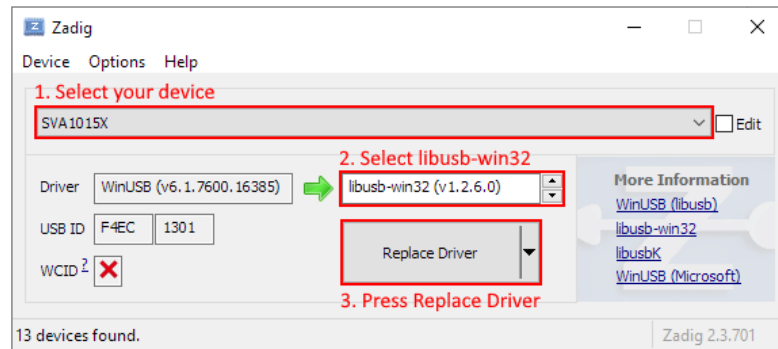 Zadig
Device Options Help
1. Select your device
SVA1015X
Edit
2. Select libusb-win32
Driver WinUSB (v6.1.7600.16385) libusb-win32 (v1.2.6.0)
USB ID F4EC 1301
WCID ?
Replace Driver
3. Press Replace Driver
More Information
WinUSB (libusb)
libusb-win32
libusbK
WinUSB (Microsoft)
13 devices found.
Zadig 2.3.701